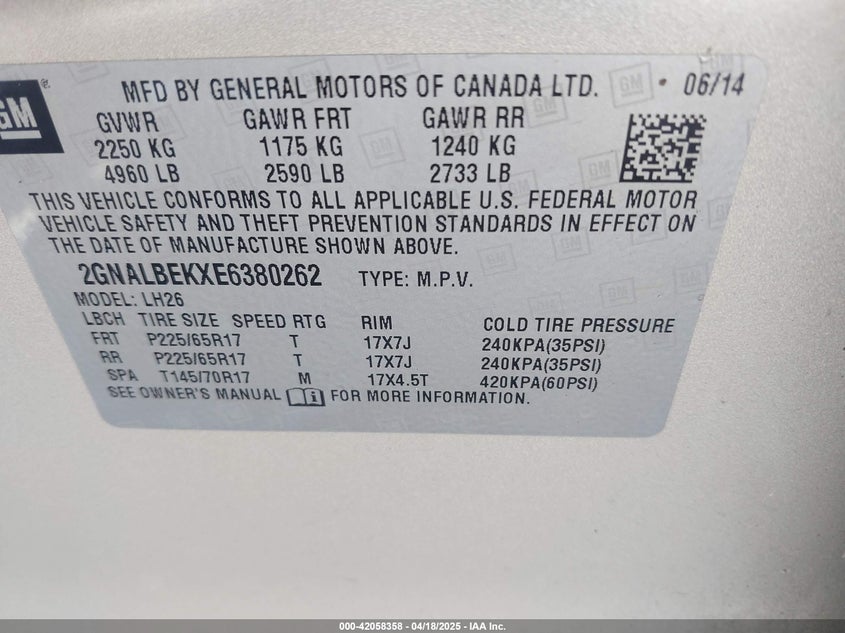 GM
MFD BY GENERAL MOTORS OF CANADA LTD. • 06/14
GVWR GAWR FRT GAWR RR
2250 KG 1175 KG 1240 KG
4960 LB 2590 LB 2733 LB
THIS VEHICLE CONFORMS TO ALL APPLICABLE U.S. FEDERAL MOTOR
VEHICLE SAFETY AND THEFT PREVENTION STANDARDS IN EFFECT ON
THE DATE OF MANUFACTURE SHOWN ABOVE.
2GNALBEKXE6380262 TYPE: M.P.V.
MODEL: LH26
LBCH TIRE SIZE SPEED RTG RIM COLD TIRE PRESSURE
FRT P225/65R17 T 17X7J 240KPA(35PSI)
RR P225/65R17 T 17X7J 240KPA(35PSI)
SPA T145/70R17 M 17X4.5T 420KPA(60PSI)
SEE OWNER'S MANUAL i FOR MORE INFORMATION.
000-42058358 - 04/18/2025 - IAA Inc.